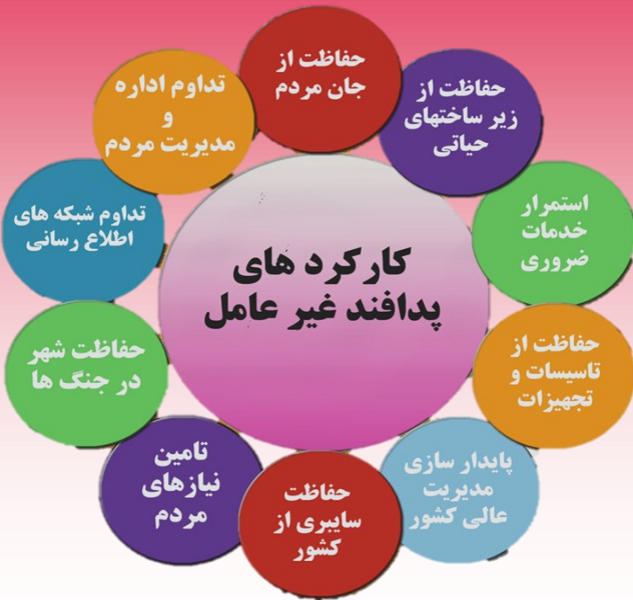 کارکرد های
پدافند غیر عامل
حفاظت از
جان مردم
حفاظت از
زیر ساختهای
حیاتی
استمرار
خدمات
ضروری
حفاظت از
تاسیسات و
تجهیزات
پایدار سازی
مدیریت
عالی کشور
حفاظت
سایبری از
کشور
تامین
نیازهای
مردم
حفاظت شهر
در جنگ ها
تداوم شبکه های
اطلاع رسانی
تداوم اداره
و
مدیریت مردم